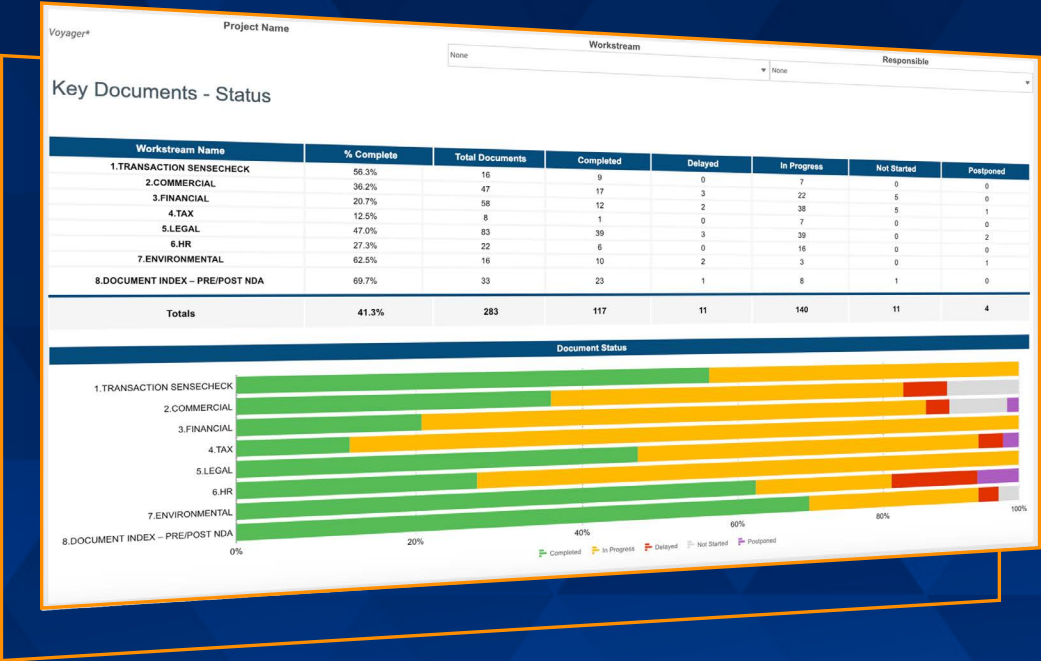 Project Name
Voyager*
Workstream
Responsible
None
None
Key Documents - Status
Workstream Name % Complete Total Documents Completed Delayed In Progress Not Started Postponed
1.TRANSACTION SENSECHECK 56.3% 16 9 0 7 0 0
2.COMMERCIAL 36.2% 47 17 3 22 5 0
3.FINANCIAL 20.7% 58 12 2 38 5 1
4.TAX 12.5% 8 1 0 7 0 0
5.LEGAL 47.0% 83 39 3 39 0 2
6.HR 27.3% 22 6 0 16 0 0
7.ENVIRONMENTAL 62.5% 16 10 2 3 0 1
8.DOCUMENT INDEX – PRE/POST NDA 69.7% 33 23 1 8 1 0
Totals 41.3% 283 117 11 140 11 4
Document Status
1.TRANSACTION SENSECHECK
2.COMMERCIAL
3.FINANCIAL
4.TAX
5.LEGAL
6.HR
7.ENVIRONMENTAL
8.DOCUMENT INDEX – PRE/POST NDA
0% 20% 40% 60% 80% 100%
Completed In Progress Delayed Not Started Postponed